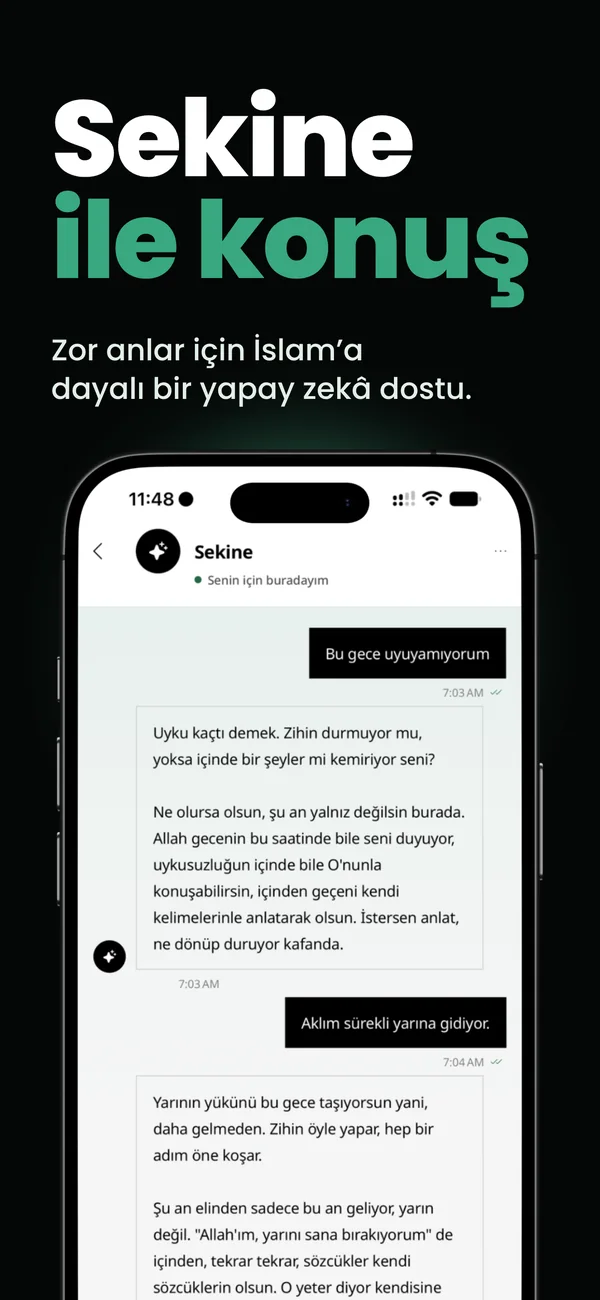 Sekine
ile konuş
Zor anlar için İslam’a
dayalı bir yapay zekâ dostu.
11:48
Sekine
Senin için buradayım
Bu gece uyuyamıyorum
7:03 AM
Uyku kaçtı demek. Zihin durmuyor mu,
yoksa içinde bir şeyler mi kemiriyor seni?
Ne olursa olsun, şu an yalnız değilsin burada.
Allah gecenin bu saatinde bile seni duyuyor,
uykusuzluğun içinde bile O'nunla
konuşabilirsin, içinden geçeni kendi
kelimelerinle anlatarak olsun. İstersen anlat,
ne dönüp duruyor kafanda.
7:03 AM
Aklım sürekli yarına gidiyor.
7:04 AM
Yarının yükünü bu gece taşıyorsun yani,
daha gelmeden. Zihin öyle yapar, hep bir
adım öne koşar.
Şu an elinden sadece bu an geliyor, yarın
değil. "Allah'ım, yarını sana bırakıyorum" de
içinden, tekrar tekrar, sözcükler kendi
sözcüklerin olsun. O yeter diyor kendisine